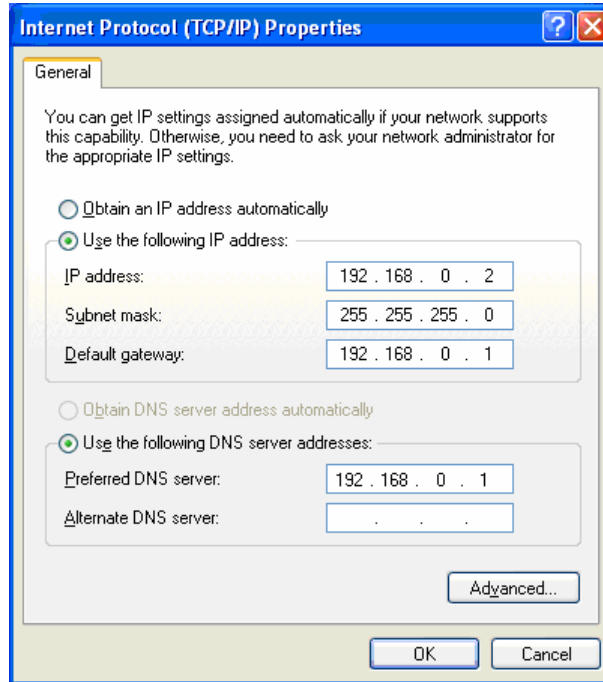 Internet Protocol (TCP/IP) Properties
General
You can get IP settings assigned automatically if your network supports
this capability. Otherwise, you need to ask your network administrator for
the appropriate IP settings.
Obtain an IP address automatically
Use the following IP address:
IP address: 192 . 168 . 0 . 2
Subnet mask: 255 . 255 . 255 . 0
Default gateway: 192 . 168 . 0 . 1
Obtain DNS server address automatically
Use the following DNS server addresses:
Preferred DNS server: 192 . 168 . 0 . 1
Alternate DNS server: . . .
Advanced...
OK Cancel